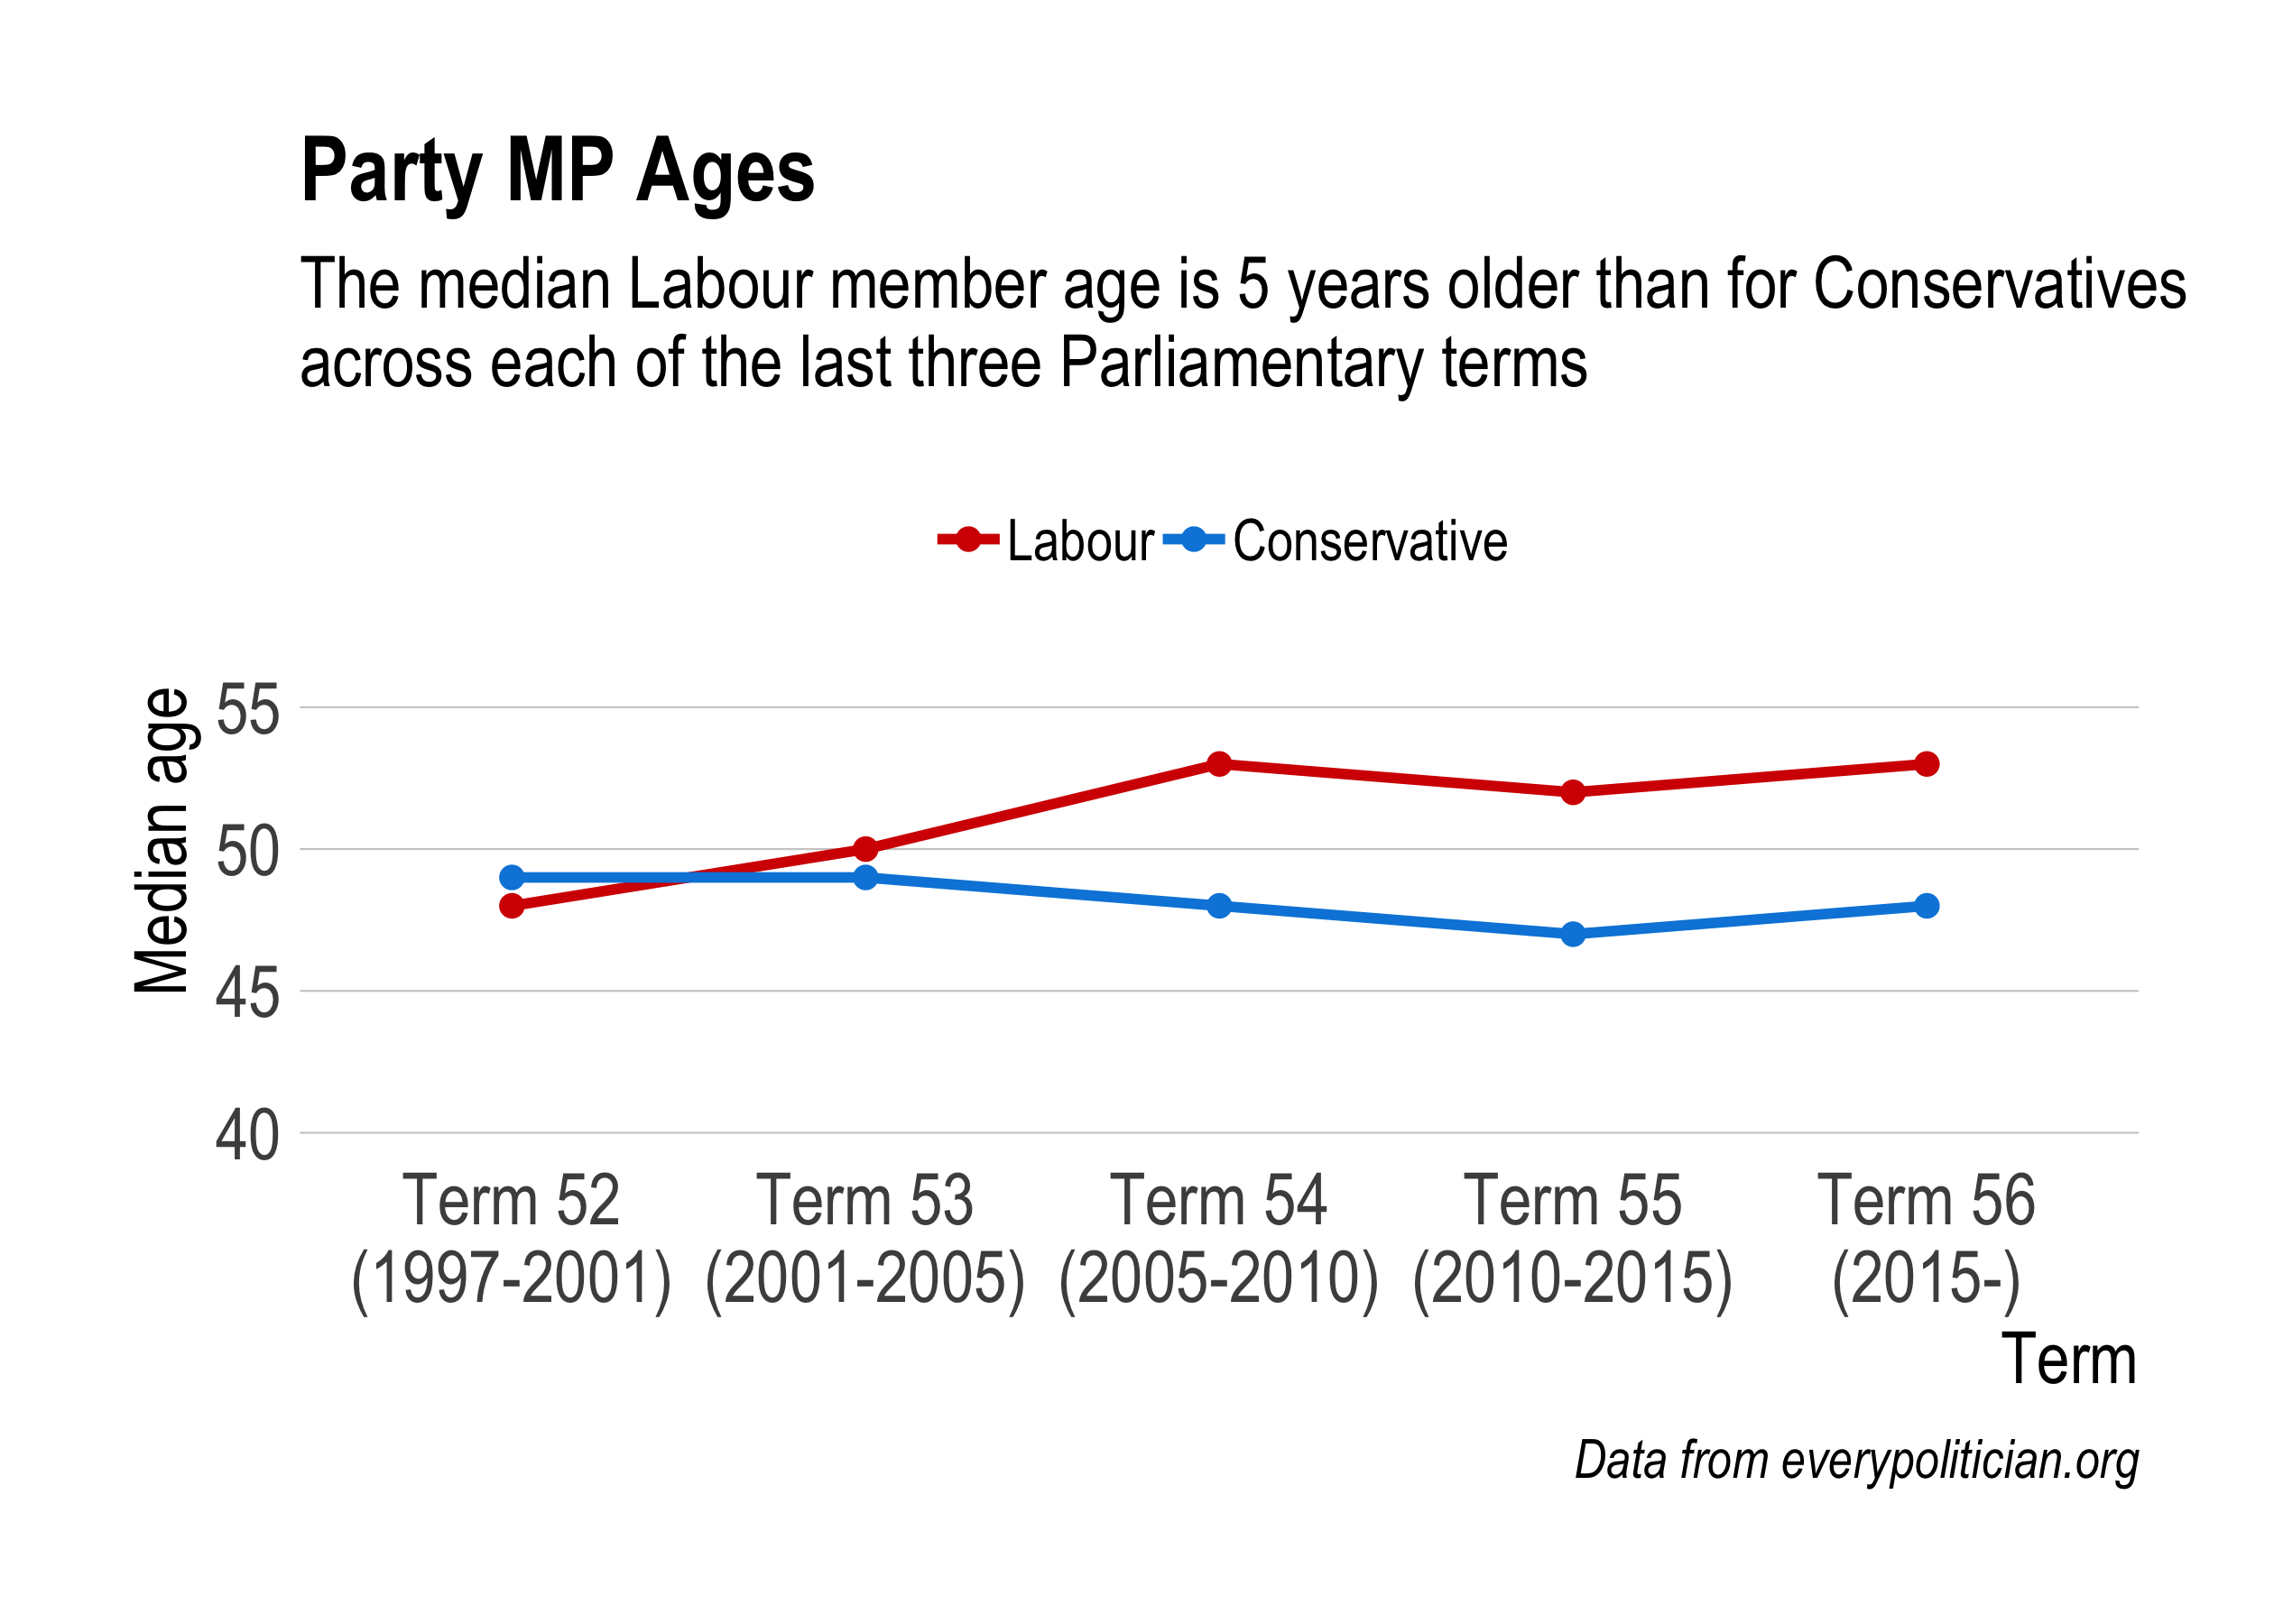 Party MP Ages
The median Labour member age is 5 years older than for Conservatives
across each of the last three Parliamentary terms
Labour Conservative
Median age
55
50
45
40
Term 52 Term 53 Term 54 Term 55 Term 56
(1997-2001) (2001-2005) (2005-2010) (2010-2015) (2015-)
Term
Data from everypolitician.org